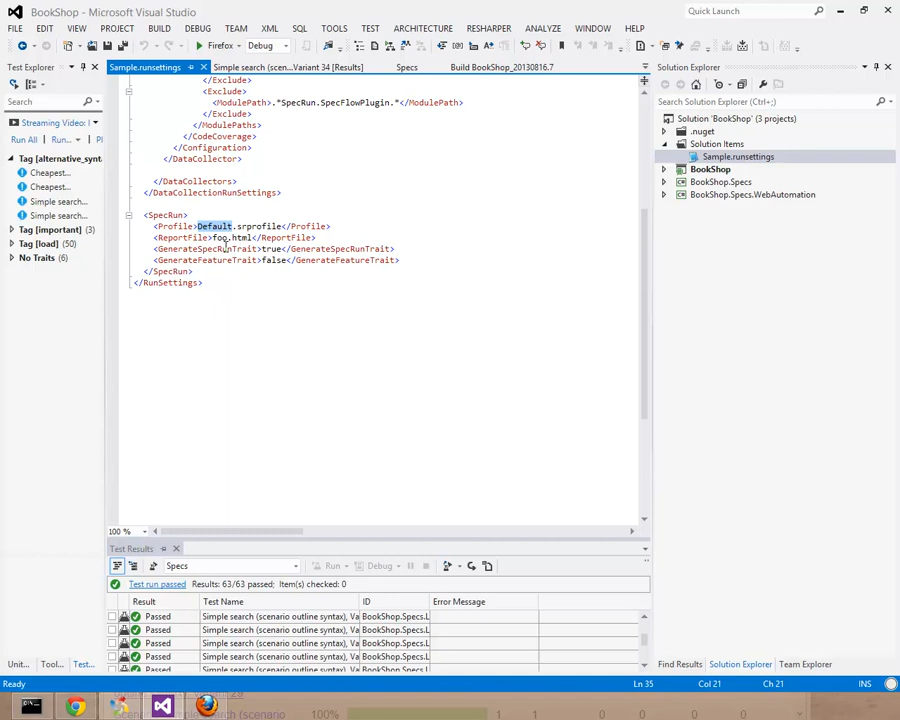 BookShop - Microsoft Visual Studio
Quick Launch
FILE EDIT VIEW PROJECT BUILD DEBUG TEAM XML SQL TOOLS TEST ARCHITECTURE RESHARPER ANALYZE WINDOW HELP
Firefox Debug
Test Explorer
Search
Streaming Video:
Run All Run...
Tag [alternative_synt
Cheapest...
Cheapest...
Simple search...
Simple search...
Tag [important] (3)
Tag [load] (50)
No Traits (6)
Unit... Tool... Test...
Sample.runsettings Simple search (scen...Variant 34 [Results] Specs Build BookShop_20130816.7
</Exclude>
<Exclude>
<ModulePath>.*SpecRun.SpecFlowPlugin.*</ModulePath>
</Exclude>
</ModulePaths>
</CodeCoverage>
</Configuration>
</DataCollector>
</DataCollectors>
</DataCollectionRunSettings>
<SpecRun>
<Profile>Default.srprofile</Profile>
<ReportFile>foo.html</ReportFile>
<GenerateSpecRunTrait>true</GenerateSpecRunTrait>
<GenerateFeatureTrait>false</GenerateFeatureTrait>
</SpecRun>
</RunSettings>
100 %
Test Results
Specs Run Debug
Test run passed Results: 63/63 passed; Item(s) checked: 0
Result Test Name ID Error Message
Passed Simple search (scenario outline syntax), Va BookShop.Specs.L
Passed Simple search (scenario outline syntax), Va BookShop.Specs.L
Passed Simple search (scenario outline syntax), Va BookShop.Specs.L
Passed Simple search (scenario outline syntax), Va BookShop.Specs.L
Solution Explorer
Search Solution Explorer (Ctrl+;)
Solution 'BookShop' (3 projects)
.nuget
Solution Items
Sample.runsettings
BookShop
BookShop.Specs
BookShop.Specs.WebAutomation
Find Results Solution Explorer Team Explorer
Ready Ln 35 Col 21 Ch 21 INS